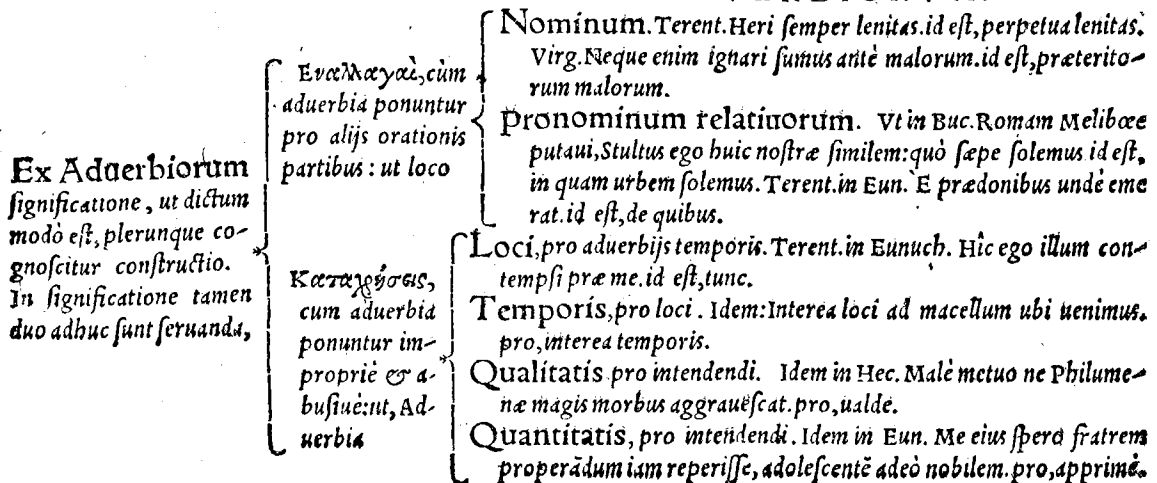 Ex Aduerbiorum
ſignificatione, ut dictum
modò eſt, plerunque co-
gnoſcitur conſtructio.
In ſignificatione tamen
duo adhuc ſunt ſeruanda,
Εναλλαγαὶ, cùm
aduerbia ponuntur
pro alijs orationis
partibus: ut loco
Nominum. Terent. Heri ſemper lenitas. id eſt, perpetua lenitas.
Virg. Neque enim ignari ſumus antè malorum. id eſt, præterito-
rum malorum.
Pronominum relatiuorum. Vt in Buc. Romam Melibœe
putaui, Stultus ego huic noſtræ ſimilem: quò ſæpe ſolemus. id eſt,
in quam urbem ſolemus. Terent. in Eun. E prædonibus undè eme
rat. id eſt, de quibus.
Καταχρήσεις,
cum aduerbia
ponuntur im-
propriè & a-
buſiuè: ut, Ad-
uerbia
Loci, pro aduerbijs temporis. Terent. in Eunuch. Hîc ego illum con-
tempſi præ me. id eſt, tunc.
Temporis, pro loci. Idem: Interea loci ad macellum ubi uenimus.
pro, interea temporis.
Qualitatis pro intendendi. Idem in Hec. Malè metuo ne Philume-
næ magis morbus aggraueſcat. pro, ualde.
Quantitatis, pro intendendi. Idem in Eun. Me eius ſpero fratrem
properãdum iam reperiſſe, adoleſcentẽ adeò nobilem. pro, apprimè.